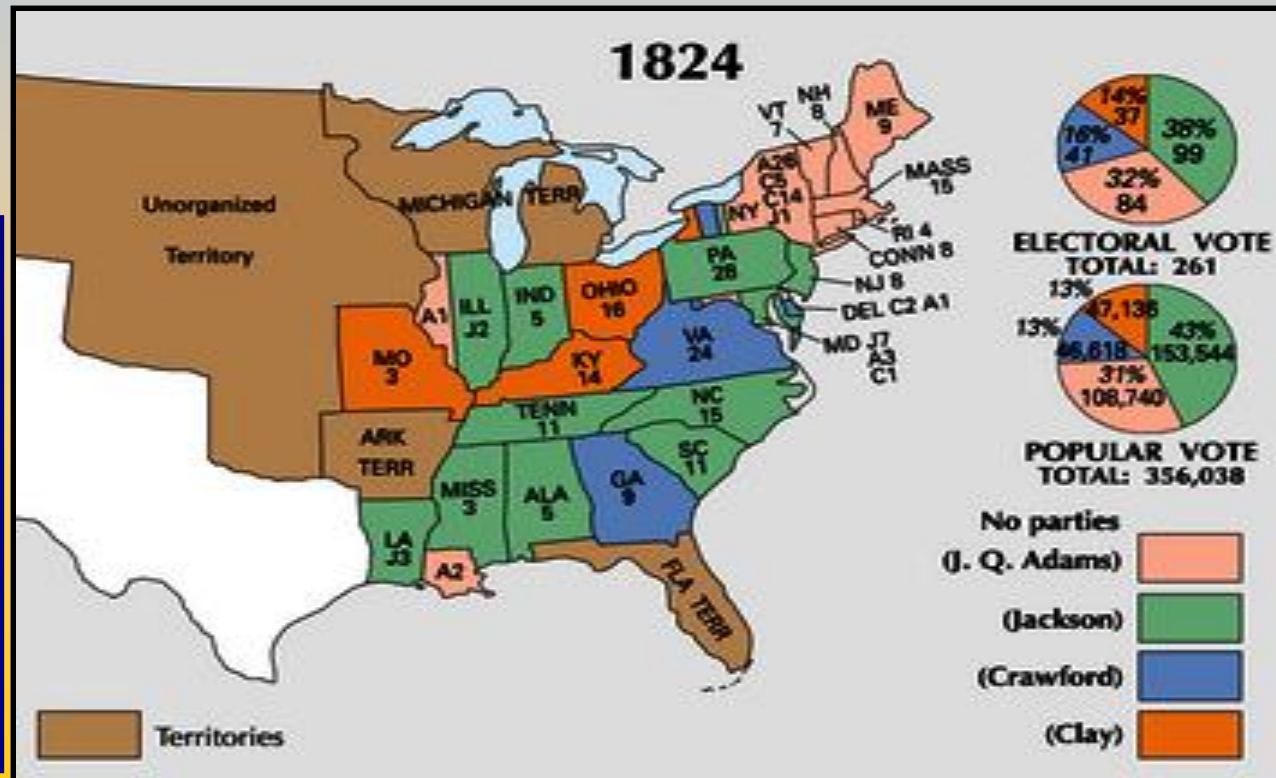 1824
Unorganized
Territory
MICHIGAN TERR
VT
7
NH
8
ME
9
MASS
15
A26
C5
C14
J1
NY
RI 4
CONN 8
PA
28
NJ 8
DEL C2 A1
MD J7
A3
C1
A1
ILL
J2
IND
5
OHIO
16
MO
3
KY
14
VA
24
TENN
11
NC
15
ARK
TERR
SC
11
MISS
3
ALA
5
GA
9
LA
J3
A2
FLA TERR
14%
37
38%
99
16%
41
32%
84
ELECTORAL VOTE
TOTAL: 261
13%
47,136
13%
46,618
43%
153,544
31%
108,740
POPULAR VOTE
TOTAL: 356,038
No parties
(J. Q. Adams)
(Jackson)
(Crawford)
(Clay)
Territories